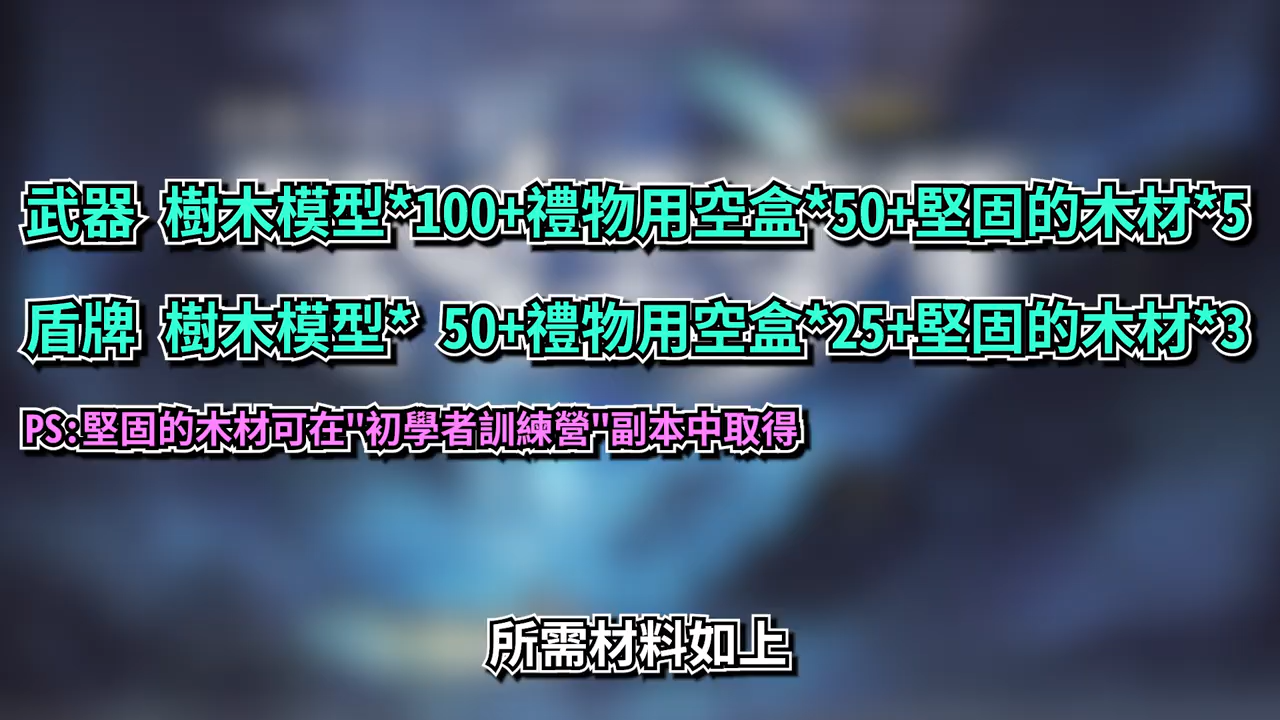 武器 樹木模型*100+禮物用空盒*50+堅固的木材*5
盾牌 樹木模型* 50+禮物用空盒*25+堅固的木材*3
PS:堅固的木材可在"初學者訓練營"副本中取得
所需材料如上